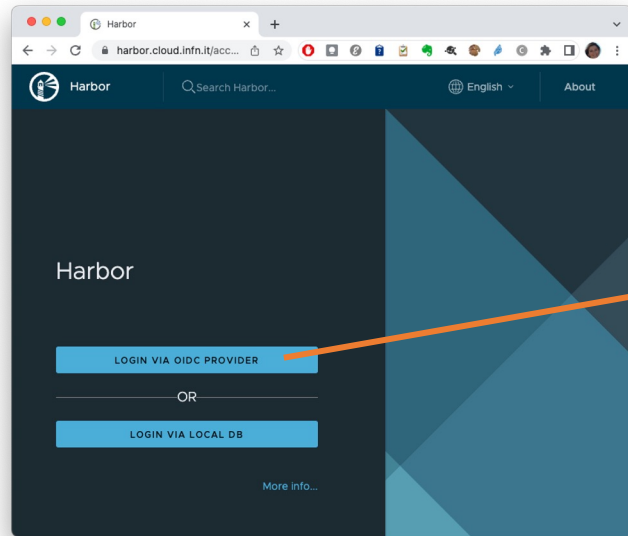 Harbor
harbor.cloud.infn.it/acc...
Harbor
Search Harbor...
English
About
Harbor
LOGIN VIA OIDC PROVIDER
OR
LOGIN VIA LOCAL DB
More info...